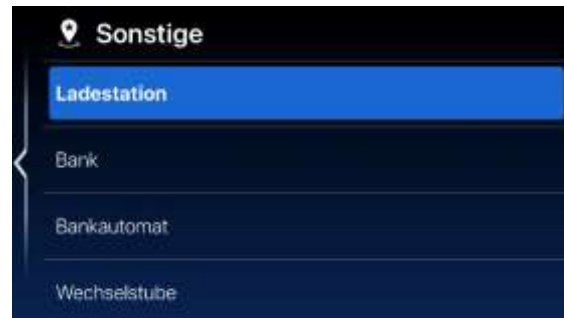 Sonstige
Ladestation
Bank
Bankautomat
Wechselstube